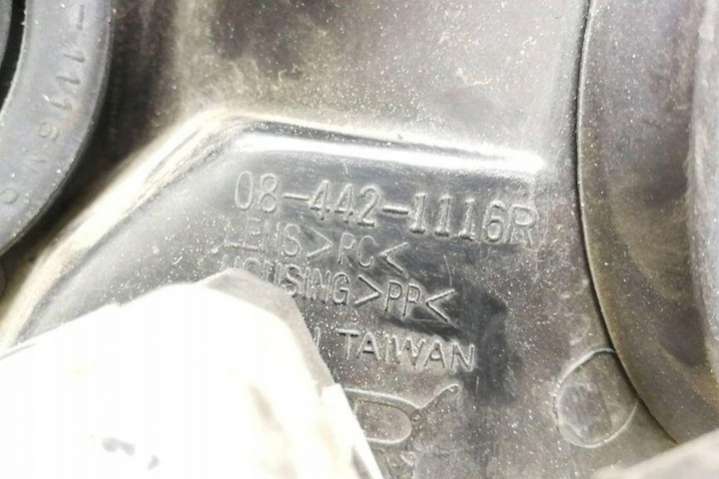 08-442-1116R
LENS>PC<
HOUSING>PP<
TAIWAN